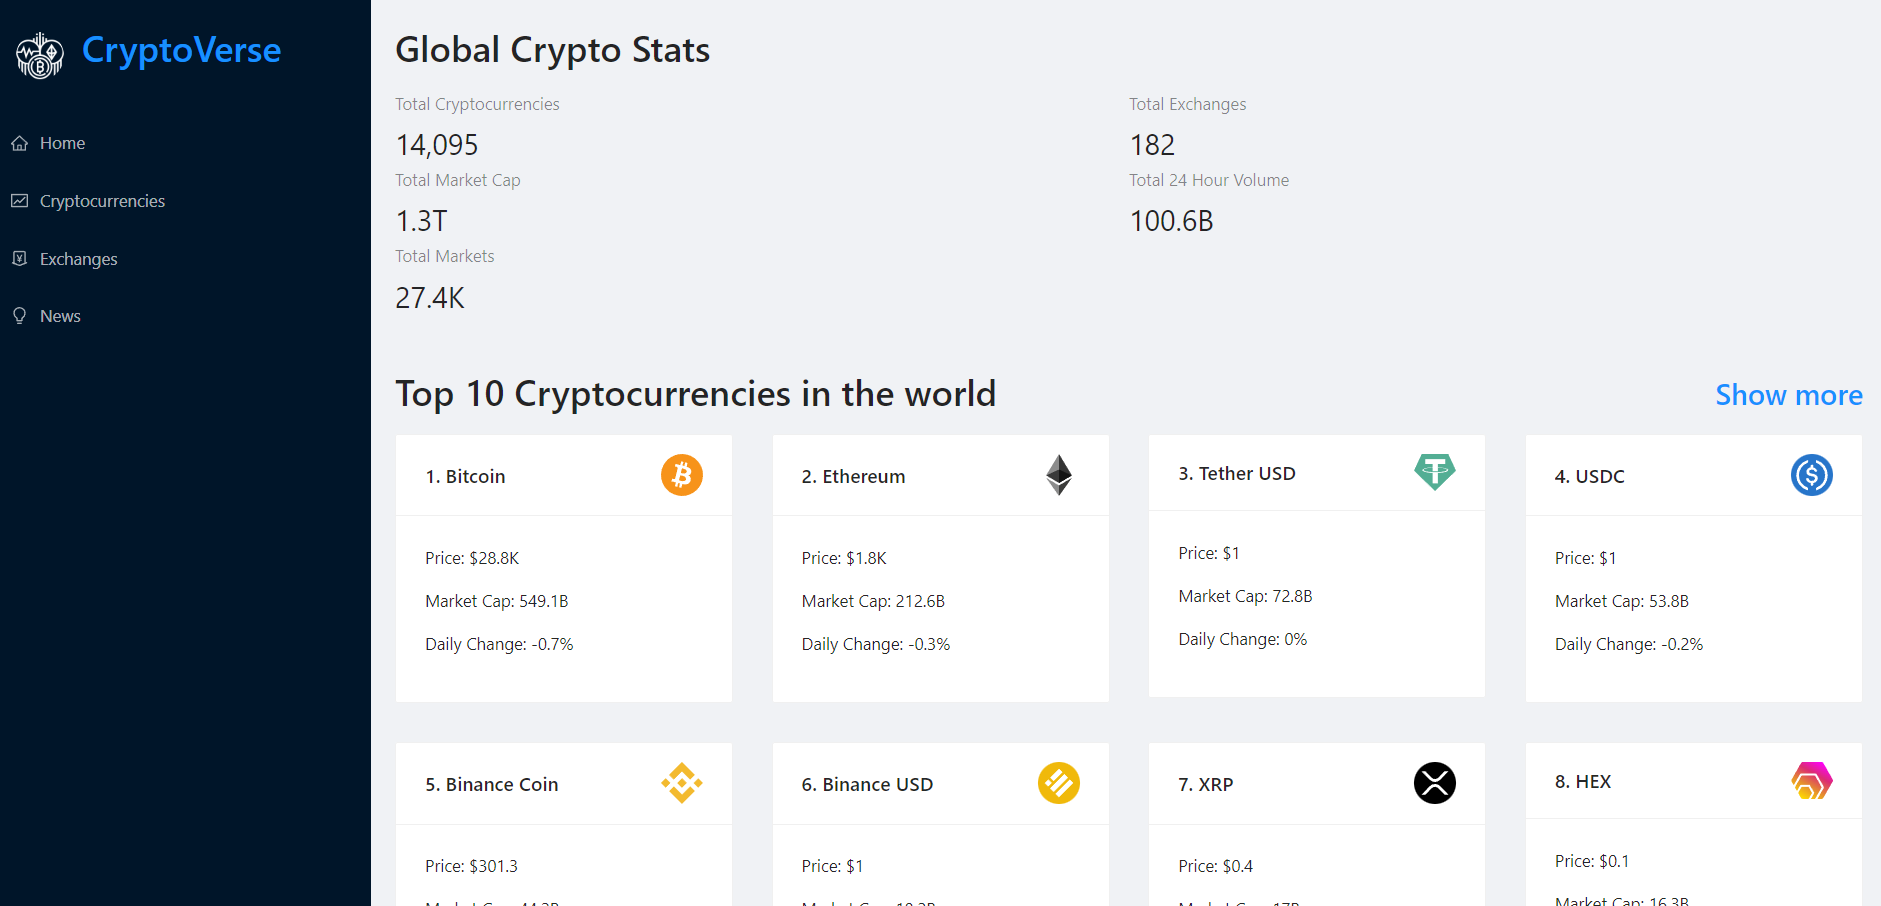 CryptoVerse
Home
Cryptocurrencies
Exchanges
News
Global Crypto Stats
Total Cryptocurrencies
14,095
Total Exchanges
182
Total Market Cap
1.3T
Total 24 Hour Volume
100.6B
Total Markets
27.4K
Top 10 Cryptocurrencies in the world
Show more
1. Bitcoin
Price: $28.8K
Market Cap: 549.1B
Daily Change: -0.7%
2. Ethereum
Price: $1.8K
Market Cap: 212.6B
Daily Change: -0.3%
3. Tether USD
Price: $1
Market Cap: 72.8B
Daily Change: 0%
4. USDC
Price: $1
Market Cap: 53.8B
Daily Change: -0.2%
5. Binance Coin
Price: $301.3
6. Binance USD
Price: $1
7. XRP
Price: $0.4
8. HEX
Price: $0.1
Market Cap: 16.3B